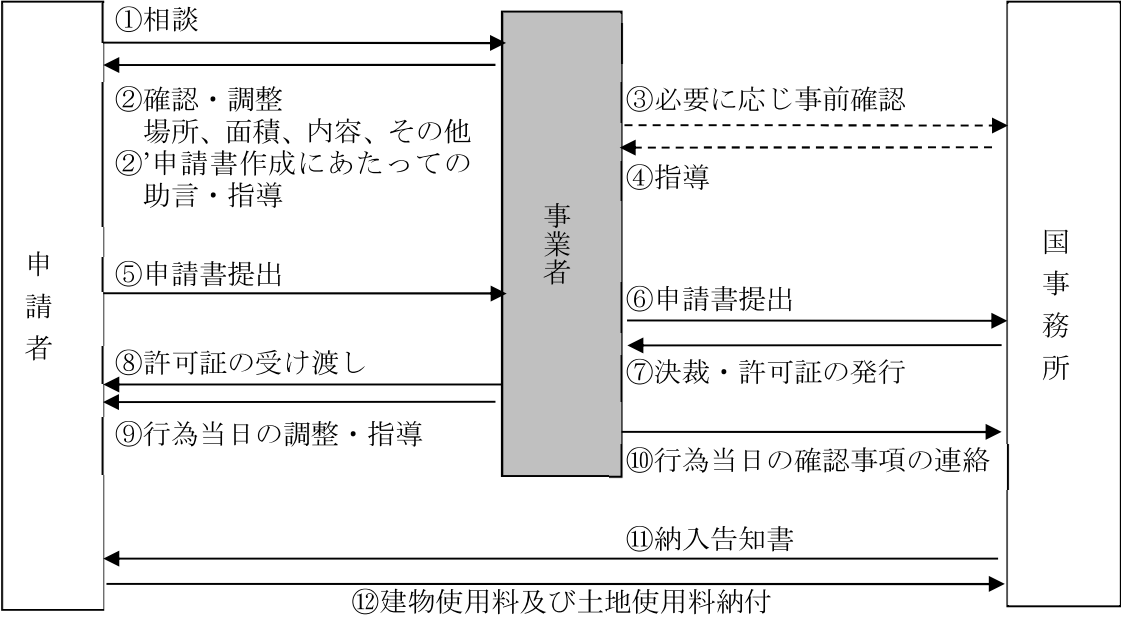 ①相談
②確認・調整
場所、面積、内容、その他
②’申請書作成にあたっての
助言・指導
③必要に応じ事前確認
④指導
申請者
事業者
国事務所
⑤申請書提出
⑥申請書提出
⑦決裁・許可証の発行
⑧許可証の受け渡し
⑨行為当日の調整・指導
⑩行為当日の確認事項の連絡
⑪納入告知書
⑫建物使用料及び土地使用料納付